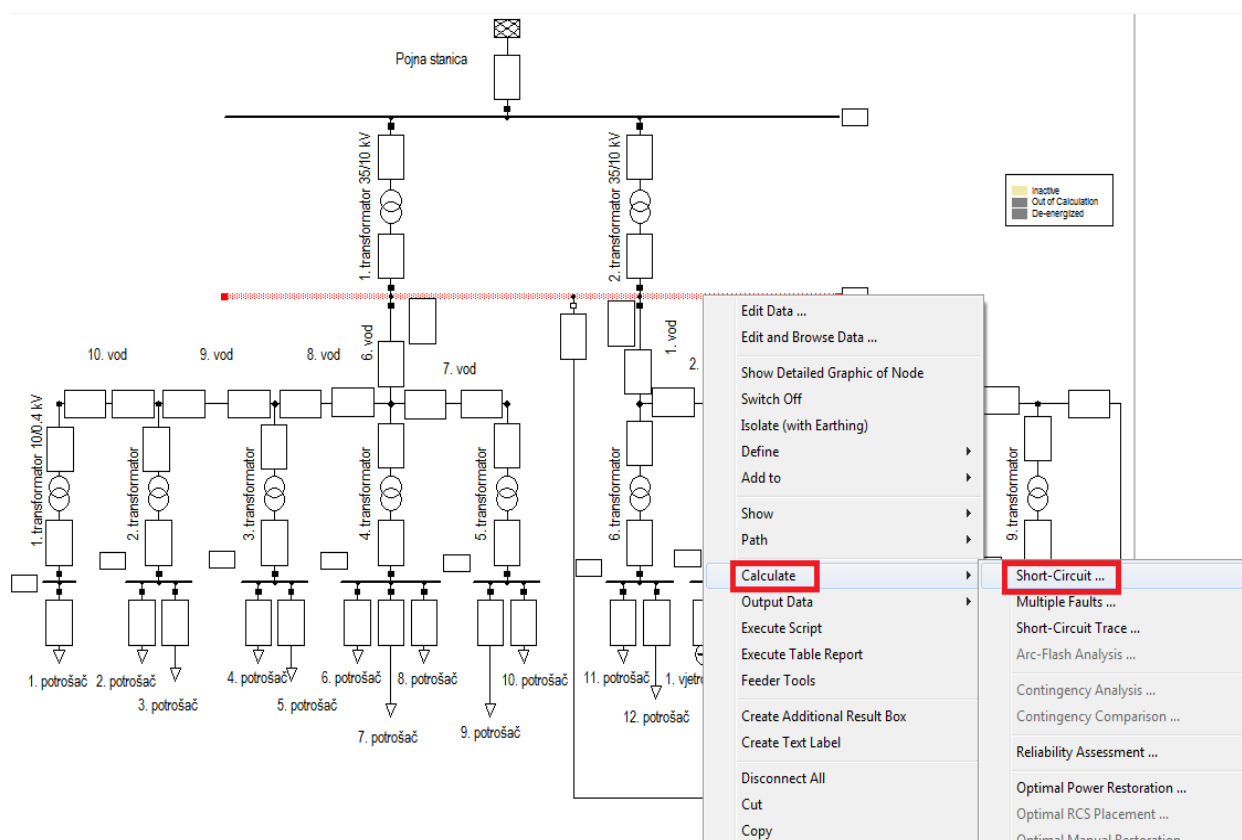 Pojna stanica
1. transformator 35/10 kV
2. transformator 35/10 kV
Inactive
Out of Calculation
De-energized
10. vod
9. vod
8. vod
6. vod
7. vod
1. vod
2.
1. transformator 10/0.4 kV
2. transformator
3. transformator
4. transformator
5. transformator
6. transformator
9. transformator
1. potrošač
2. potrošač
3. potrošač
4. potrošač
5. potrošač
6. potrošač
7. potrošač
8. potrošač
9. potrošač
10. potrošač
11. potrošač
12. potrošač
1. vjetro
Edit Data ...
Edit and Browse Data ...
Show Detailed Graphic of Node
Switch Off
Isolate (with Earthing)
Define
Add to
Show
Path
Calculate
Output Data
Execute Script
Execute Table Report
Feeder Tools
Create Additional Result Box
Create Text Label
Disconnect All
Cut
Copy
Short-Circuit ...
Multiple Faults ...
Short-Circuit Trace ...
Arc-Flash Analysis ...
Contingency Analysis ...
Contingency Comparison ...
Reliability Assessment ...
Optimal Power Restoration ...
Optimal RCS Placement ...
Optimal Manual Restoration